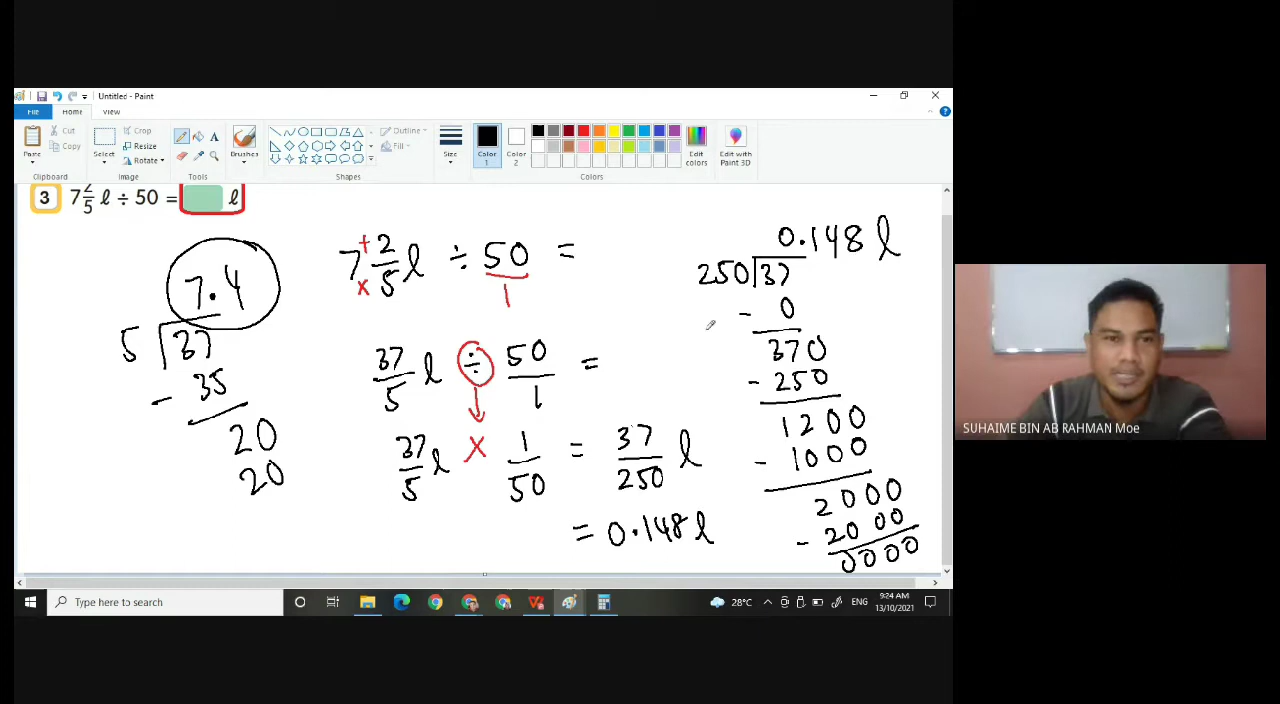 Untitled - Paint
File Home View
Paste
Cut
Copy
Clipboard
Select
Crop
Resize
Rotate
Image
Tools
Brushes
Shapes
Outline
Fill
Size
Color 1
Color 2
Colors
Edit colors
Edit with Paint 3D
3 7 2/5 ℓ ÷ 50 = ℓ
7.4
5 37
- 35
20
20
7 + 2/5 ℓ ÷ 50/1 =
x
37/5 ℓ ÷ 50/1 =
37/5 ℓ x 1/50 = 37/250 ℓ
= 0.148 ℓ
0.148 ℓ
250 37
- 0
370
- 250
1200
- 1000
2000
- 2000
0000
SUHAIME BIN AB RAHMAN Moe
Type here to search
28°C
ENG
9:24 AM
13/10/2021